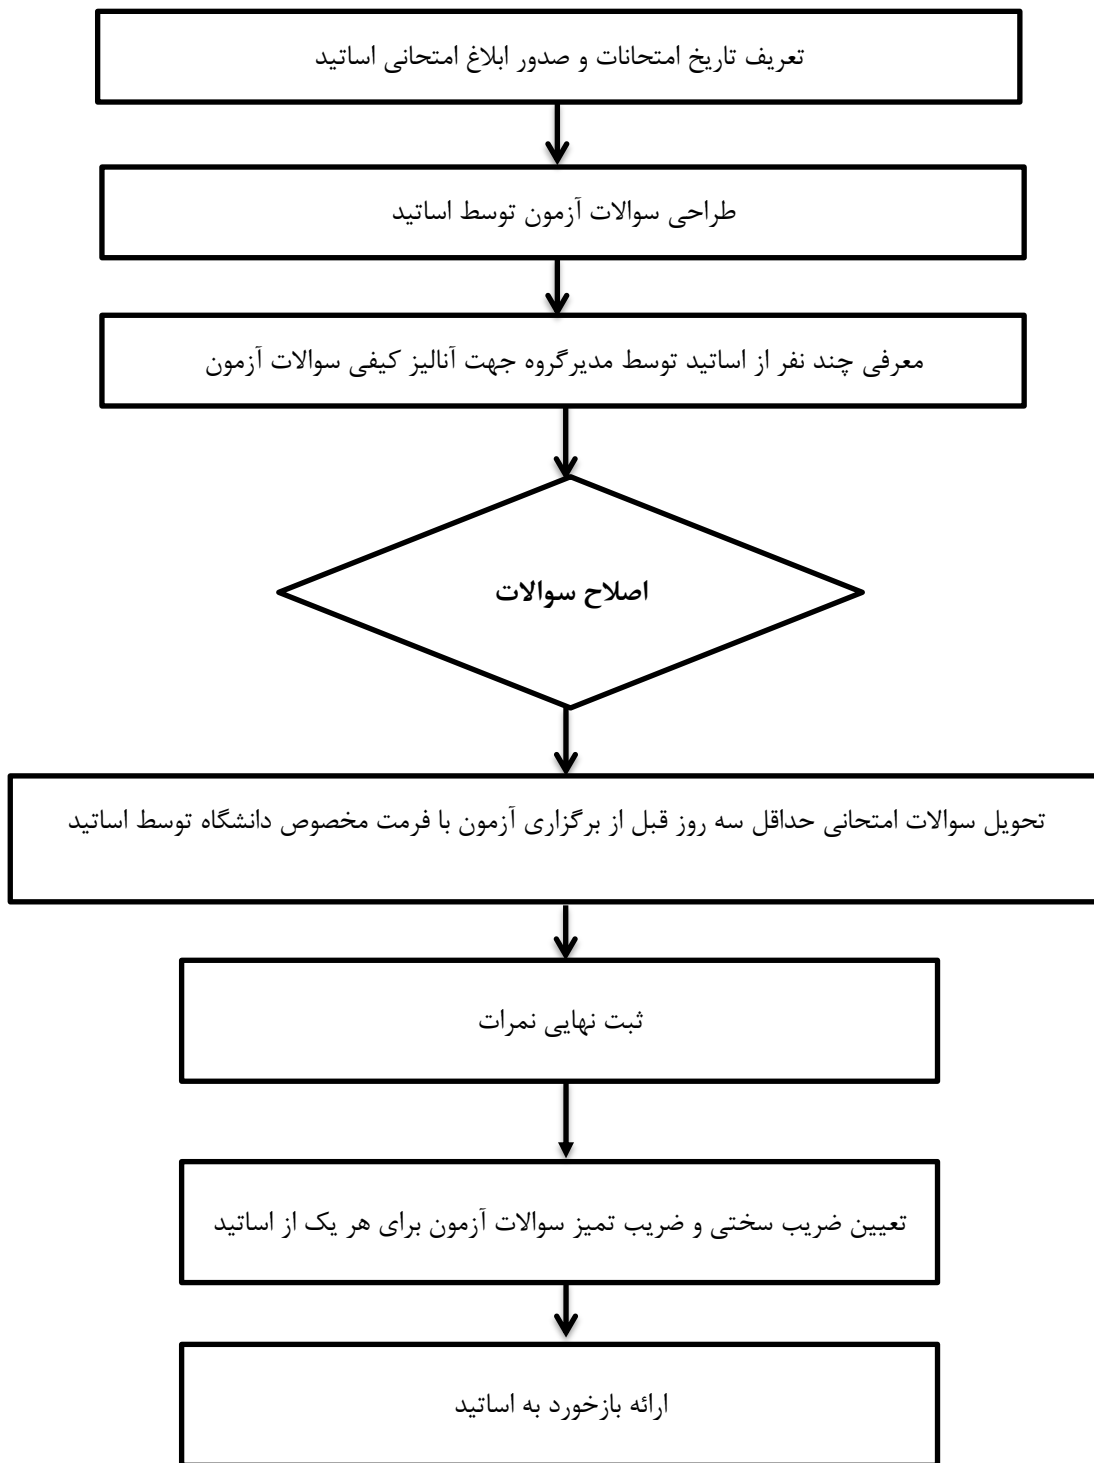 تعریف تاریخ امتحانات و صدور ابلاغ امتحانی اساتید
طراحی سوالات آزمون توسط اساتید
معرفی چند نفر از اساتید توسط مدیرگروه جهت آنالیز کیفی سوالات آزمون
اصلاح سوالات
تحویل سوالات امتحانی حداقل سه روز قبل از برگزاری آزمون با فرمت مخصوص دانشگاه توسط اساتید
ثبت نهایی نمرات
تعیین ضریب سختی و ضریب تمیز سوالات آزمون برای هر یک از اساتید
ارائه بازخورد به اساتید